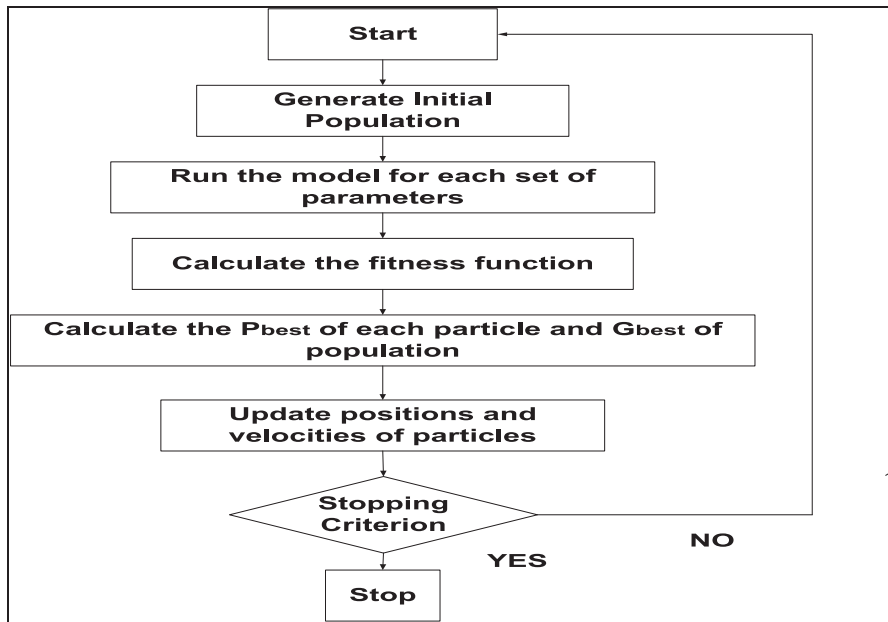 Start
Generate Initial
Population
Run the model for each set of
parameters
Calculate the fitness function
Calculate the Pbest of each particle and Gbest of
population
Update positions and
velocities of particles
Stopping
Criterion
YES
NO
Stop